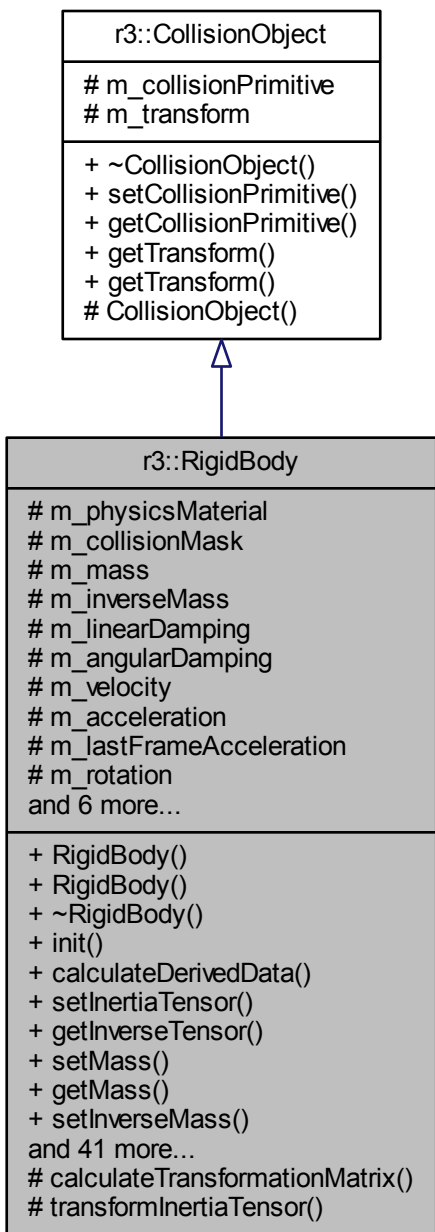 r3::CollisionObject
# m_collisionPrimitive
# m_transform
+ ~CollisionObject()
+ setCollisionPrimitive()
+ getCollisionPrimitive()
+ getTransform()
+ getTransform()
# CollisionObject()
r3::RigidBody
# m_physicsMaterial
# m_collisionMask
# m_mass
# m_inverseMass
# m_linearDamping
# m_angularDamping
# m_velocity
# m_acceleration
# m_lastFrameAcceleration
# m_rotation
and 6 more...
+ RigidBody()
+ RigidBody()
+ ~RigidBody()
+ init()
+ calculateDerivedData()
+ setInertiaTensor()
+ getInverseTensor()
+ setMass()
+ getMass()
+ setInverseMass()
and 41 more...
# calculateTransformationMatrix()
# transformInertiaTensor()